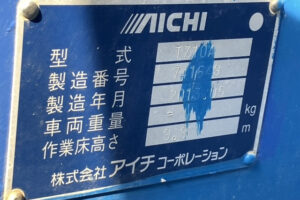 AICHI
型式
製造番号
製造年月
車両重量 kg
作業床高さ m
株式会社アイチコーポレーション